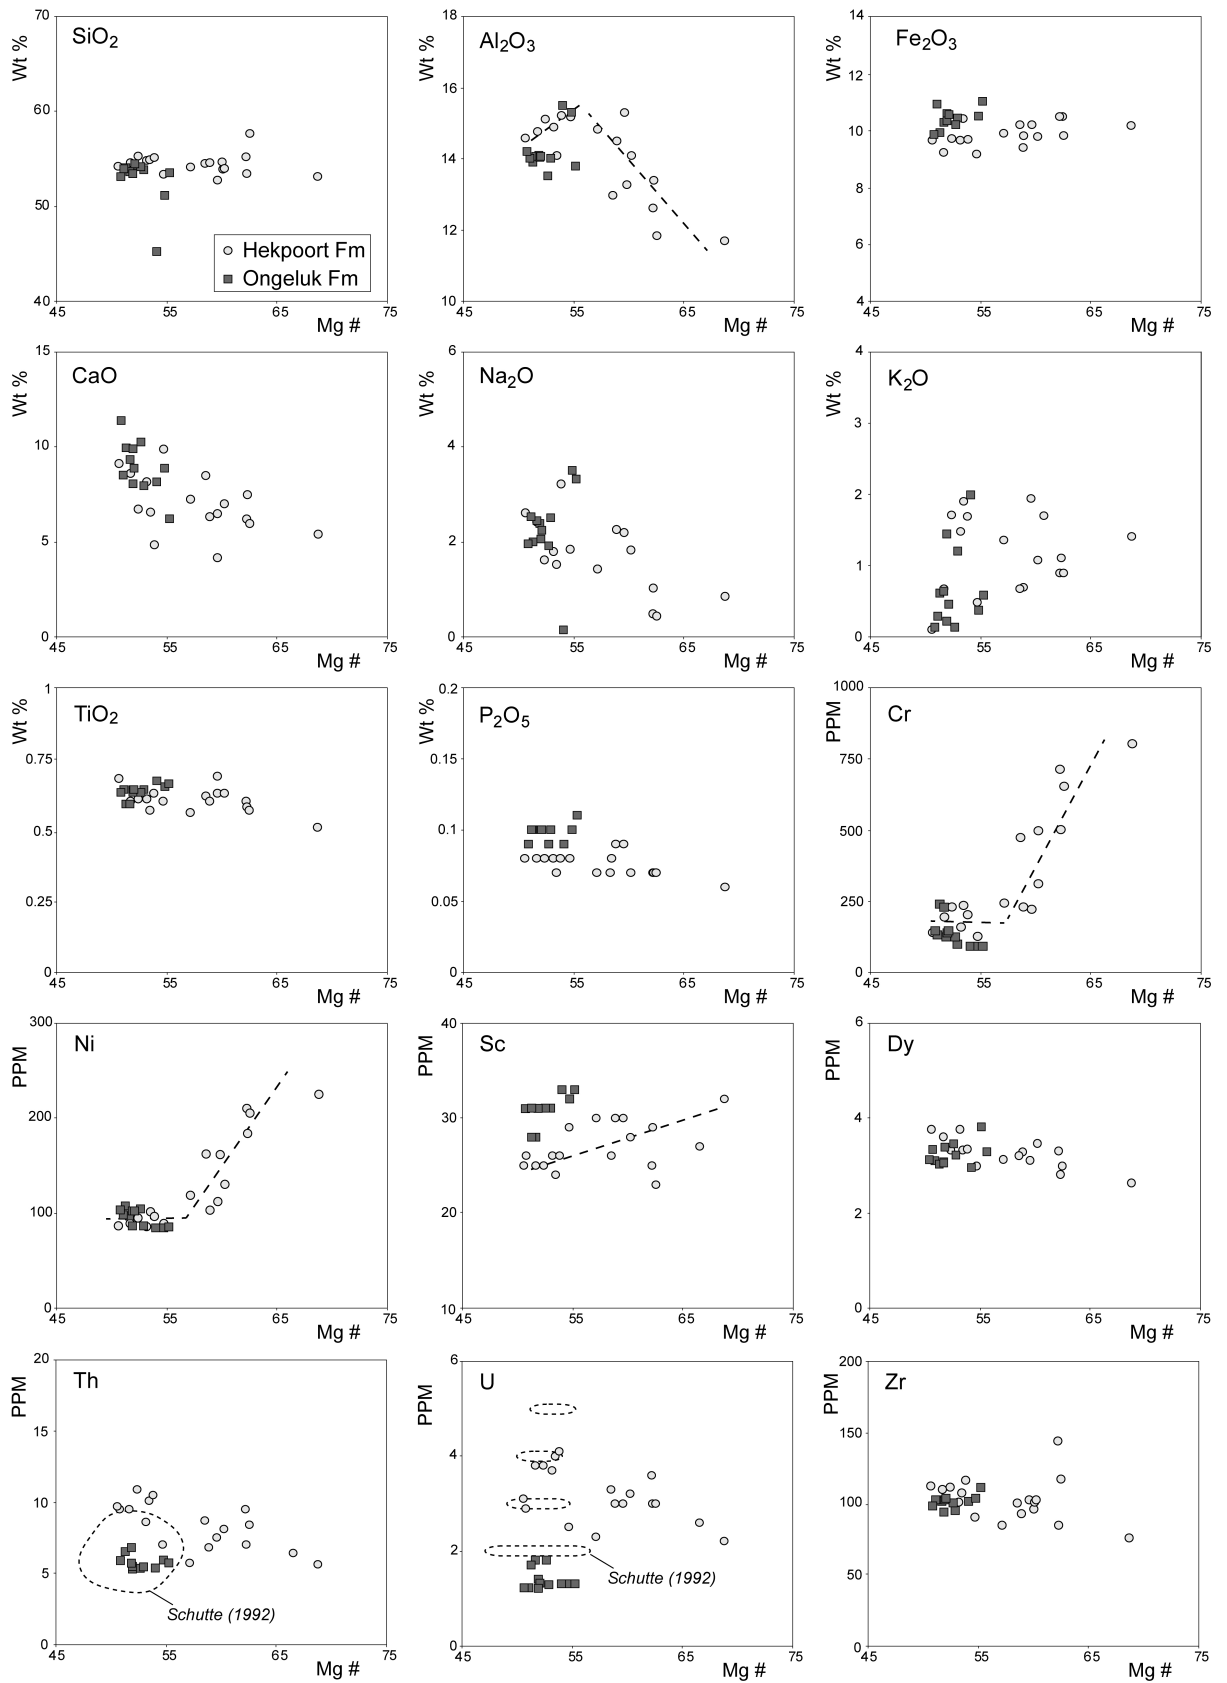 SiO2
Wt %
70
60
50
40
45
55
65
75
Mg #
Hekpoort Fm
Ongeluk Fm
Al2O3
Wt %
18
16
14
12
10
45
55
65
75
Mg #
Fe2O3
Wt %
14
12
10
8
6
4
45
55
65
75
Mg #
CaO
Wt %
15
10
5
0
45
55
65
75
Mg #
Na2O
Wt %
6
4
2
0
45
55
65
75
Mg #
K2O
Wt %
4
3
2
1
0
45
55
65
75
Mg #
TiO2
Wt %
1
0.75
0.5
0.25
0
45
55
65
75
Mg #
P2O5
Wt %
0.2
0.15
0.1
0.05
0
45
55
65
75
Mg #
Cr
PPM
1000
750
500
250
0
45
55
65
75
Mg #
Ni
PPM
300
200
100
0
45
55
65
75
Mg #
Sc
PPM
40
30
20
10
45
55
65
75
Mg #
Dy
PPM
6
4
2
0
45
55
65
75
Mg #
Th
PPM
20
15
10
5
0
Schutte (1992)
45
55
65
75
Mg #
U
PPM
6
4
2
0
Schutte (1992)
45
55
65
75
Mg #
Zr
PPM
200
150
100
50
0
45
55
65
75
Mg #